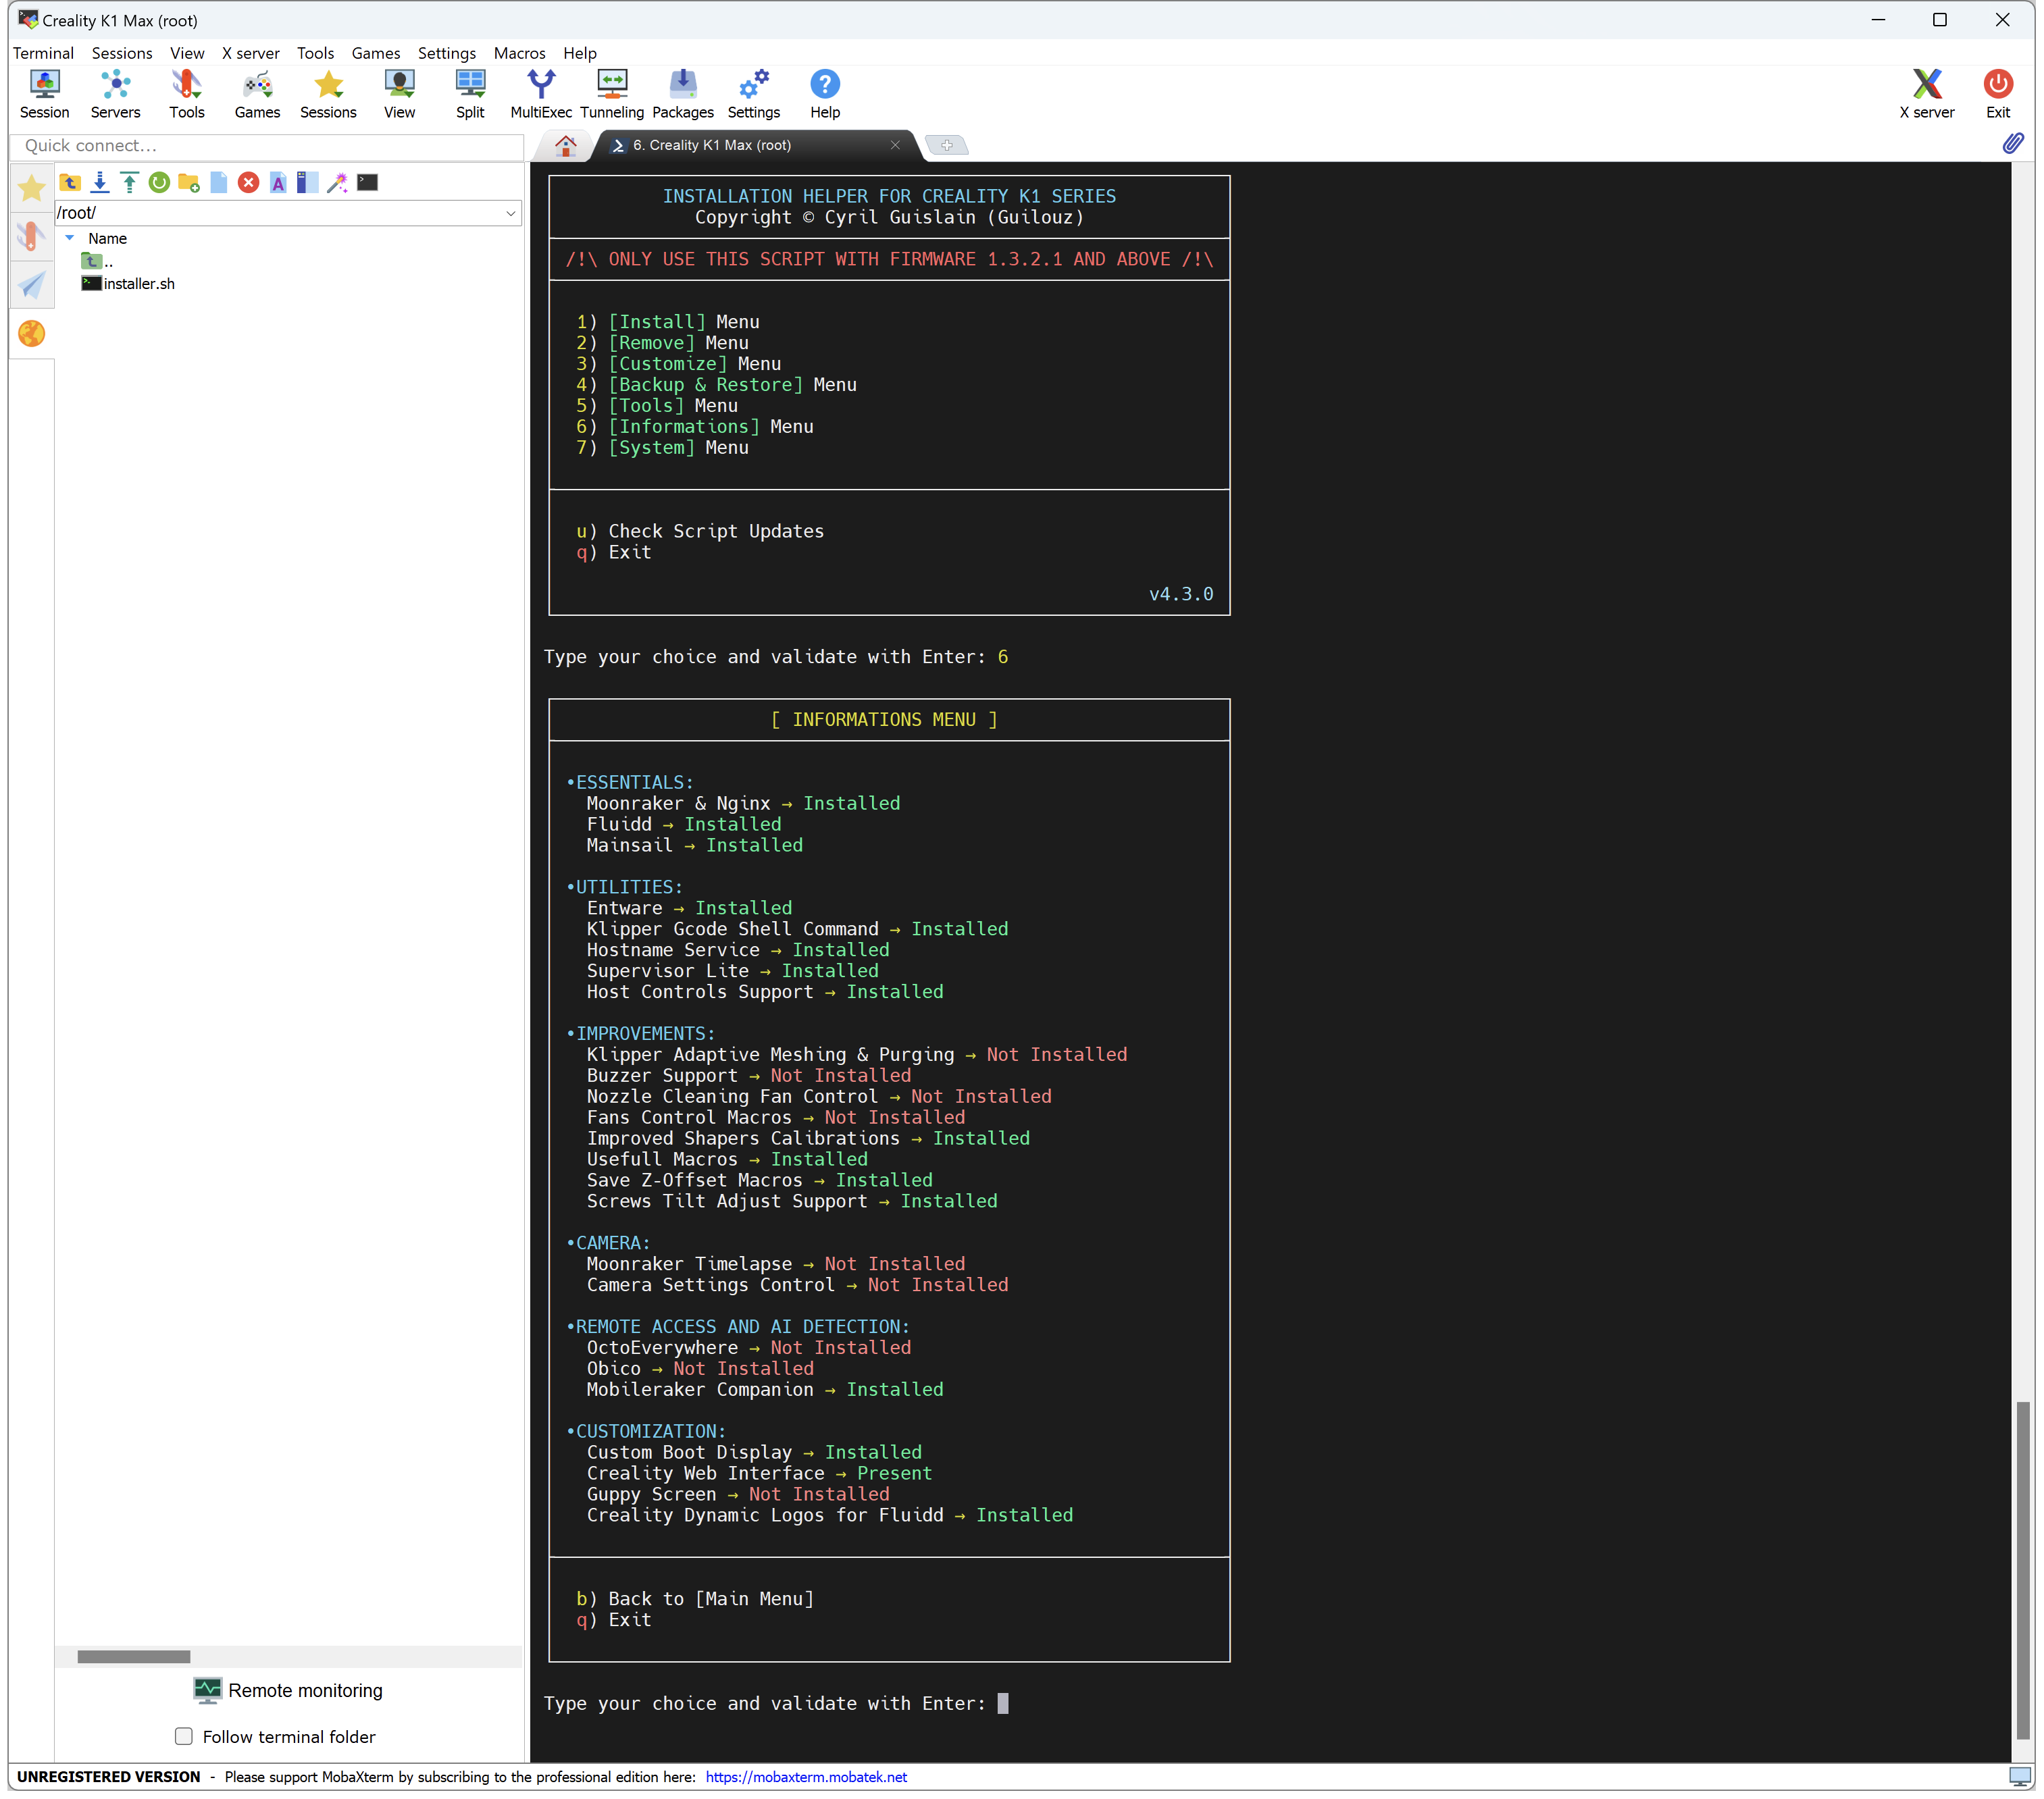 Creality K1 Max (root)
Terminal Sessions View X server Tools Games Settings Macros Help
Session Servers Tools Games Sessions View Split MultiExec Tunneling Packages Settings Help X server Exit
Quick connect...
6. Creality K1 Max (root)
/root/
Name
..
installer.sh
INSTALLATION HELPER FOR CREALITY K1 SERIES
Copyright © Cyril Guislain (Guilouz)
/!\ ONLY USE THIS SCRIPT WITH FIRMWARE 1.3.2.1 AND ABOVE /!\
1) [Install] Menu
2) [Remove] Menu
3) [Customize] Menu
4) [Backup & Restore] Menu
5) [Tools] Menu
6) [Informations] Menu
7) [System] Menu
u) Check Script Updates
q) Exit
v4.3.0
Type your choice and validate with Enter: 6
[ INFORMATIONS MENU ]
•ESSENTIALS:
Moonraker & Nginx → Installed
Fluidd → Installed
Mainsail → Installed
•UTILITIES:
Entware → Installed
Klipper Gcode Shell Command → Installed
Hostname Service → Installed
Supervisor Lite → Installed
Host Controls Support → Installed
•IMPROVEMENTS:
Klipper Adaptive Meshing & Purging → Not Installed
Buzzer Support → Not Installed
Nozzle Cleaning Fan Control → Not Installed
Fans Control Macros → Not Installed
Improved Shapers Calibrations → Installed
Usefull Macros → Installed
Save Z-Offset Macros → Installed
Screws Tilt Adjust Support → Installed
•CAMERA:
Moonraker Timelapse → Not Installed
Camera Settings Control → Not Installed
•REMOTE ACCESS AND AI DETECTION:
OctoEverywhere → Not Installed
Obico → Not Installed
Mobileraker Companion → Installed
•CUSTOMIZATION:
Custom Boot Display → Installed
Creality Web Interface → Present
Guppy Screen → Not Installed
Creality Dynamic Logos for Fluidd → Installed
b) Back to [Main Menu]
q) Exit
Type your choice and validate with Enter:
Remote monitoring
Follow terminal folder
UNREGISTERED VERSION - Please support MobaXterm by subscribing to the professional edition here: https://mobaxterm.mobatek.net